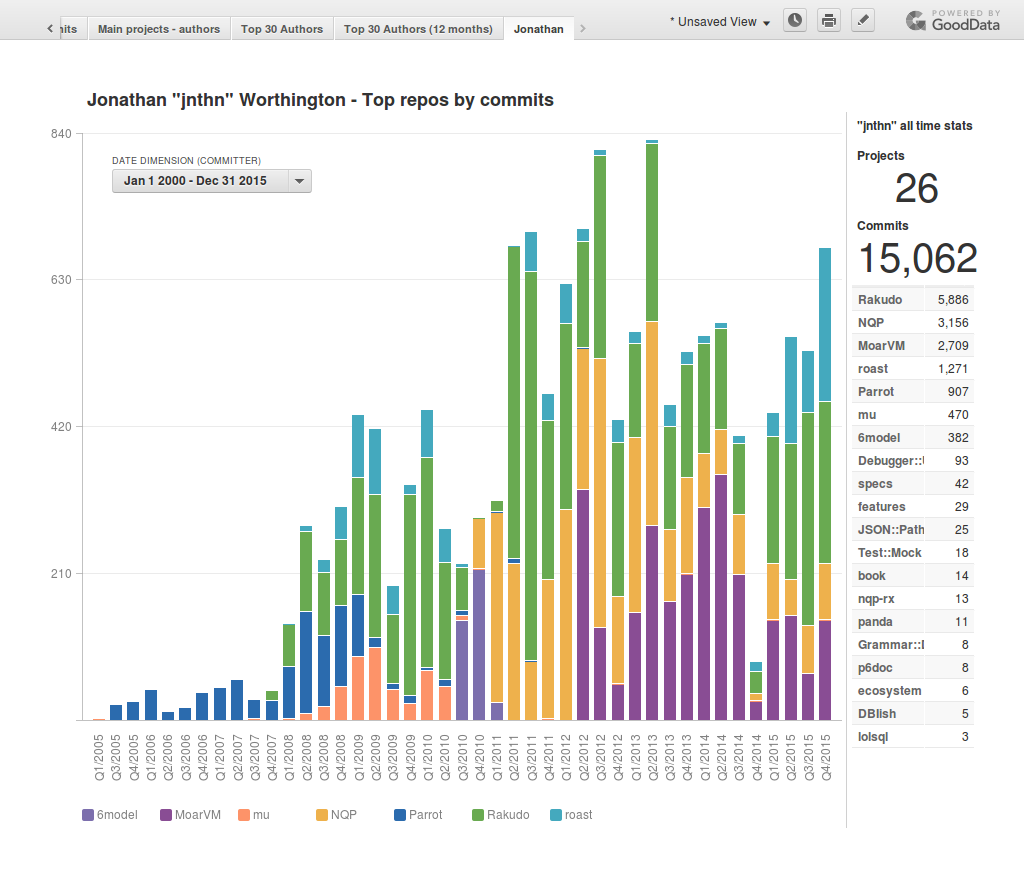 nits Main projects - authors Top 30 Authors Top 30 Authors (12 months) Jonathan * Unsaved View POWERED BY GoodData
Jonathan "jnthn" Worthington - Top repos by commits
840
630
420
210
DATE DIMENSION (COMMITTER)
Jan 1 2000 - Dec 31 2015
Q1/2005 Q3/2005 Q4/2005 Q1/2006 Q2/2006 Q3/2006 Q4/2006 Q1/2007 Q2/2007 Q3/2007 Q4/2007 Q1/2008 Q2/2008 Q3/2008 Q4/2008 Q1/2009 Q2/2009 Q3/2009 Q4/2009 Q1/2010 Q2/2010 Q3/2010 Q4/2010 Q1/2011 Q2/2011 Q3/2011 Q4/2011 Q1/2012 Q2/2012 Q3/2012 Q4/2012 Q1/2013 Q2/2013 Q3/2013 Q4/2013 Q1/2014 Q2/2014 Q3/2014 Q4/2014 Q1/2015 Q2/2015 Q3/2015 Q4/2015
6model MoarVM mu NQP Parrot Rakudo roast
"jnthn" all time stats
Projects
26
Commits
15,062
Rakudo 5,886
NQP 3,156
MoarVM 2,709
roast 1,271
Parrot 907
mu 470
6model 382
Debugger:: 93
specs 42
features 29
JSON::Path 25
Test::Mock 18
book 14
nqp-rx 13
panda 11
Grammar:: 8
p6doc 8
ecosystem 6
DBIish 5
lolsql 3